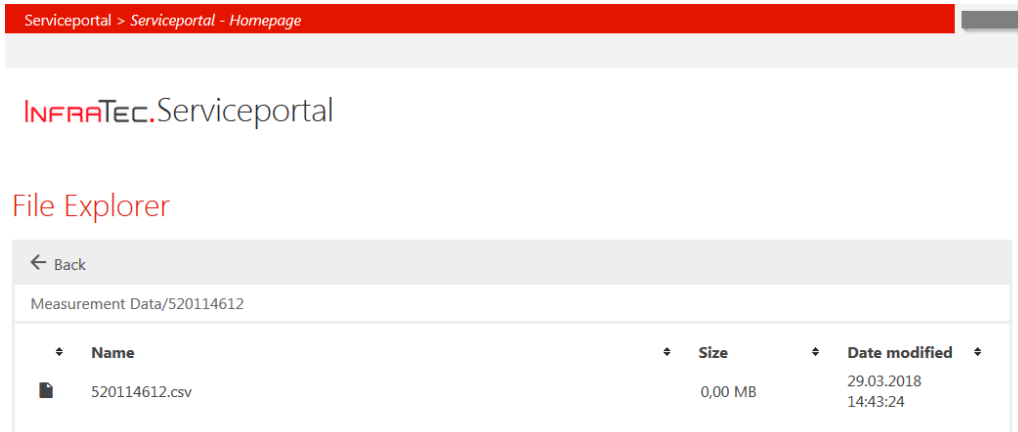 Serviceportal > Serviceportal - Homepage
INFRATEC.Serviceportal
File Explorer
← Back
Measurement Data/520114612
Name Size Date modified
520114612.csv 0,00 MB 29.03.2018
14:43:24